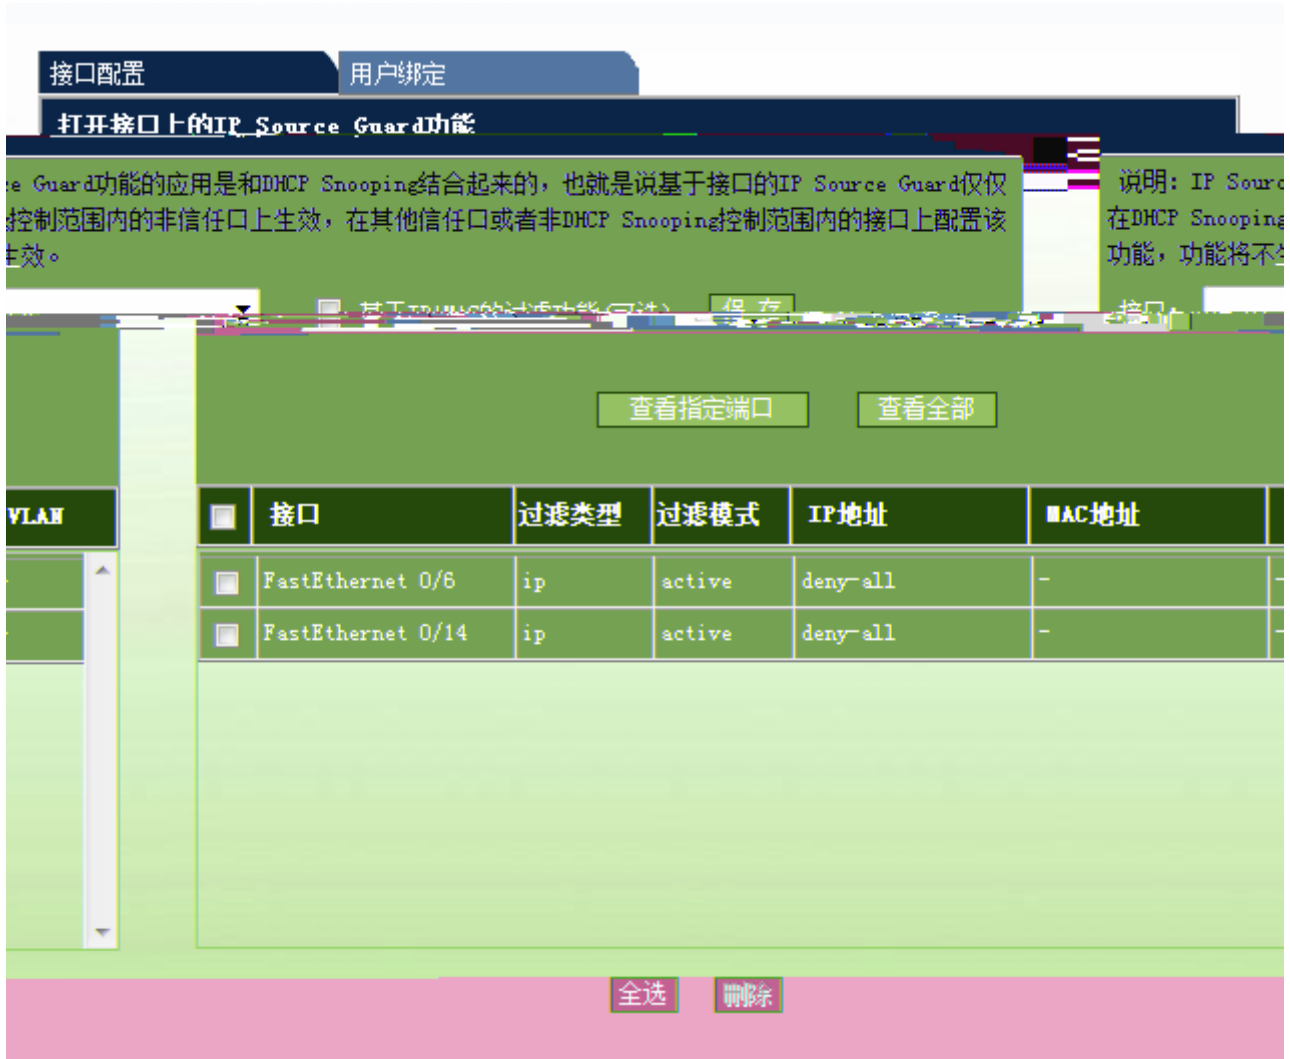 接口配置 用户绑定
打开接口上的IP Source Guard功能
e Guard功能的应用是和DHCP Snooping结合起来的，也就是说基于接口的IP Source Guard仅仅 说明：IP Sour
控制范围内的非信任口上生效，在其他信任口或者非DHCP Snooping控制范围内的接口上配置该 在DHCP Snooping
生效。 功能，功能将不生
保 存 接口：
查看指定端口 查看全部
VLAN 接口 过滤类型 过滤模式 IP地址 MAC地址
- FastEthernet 0/6 ip active deny-all - -
- FastEthernet 0/14 ip active deny-all - -
全选 删除